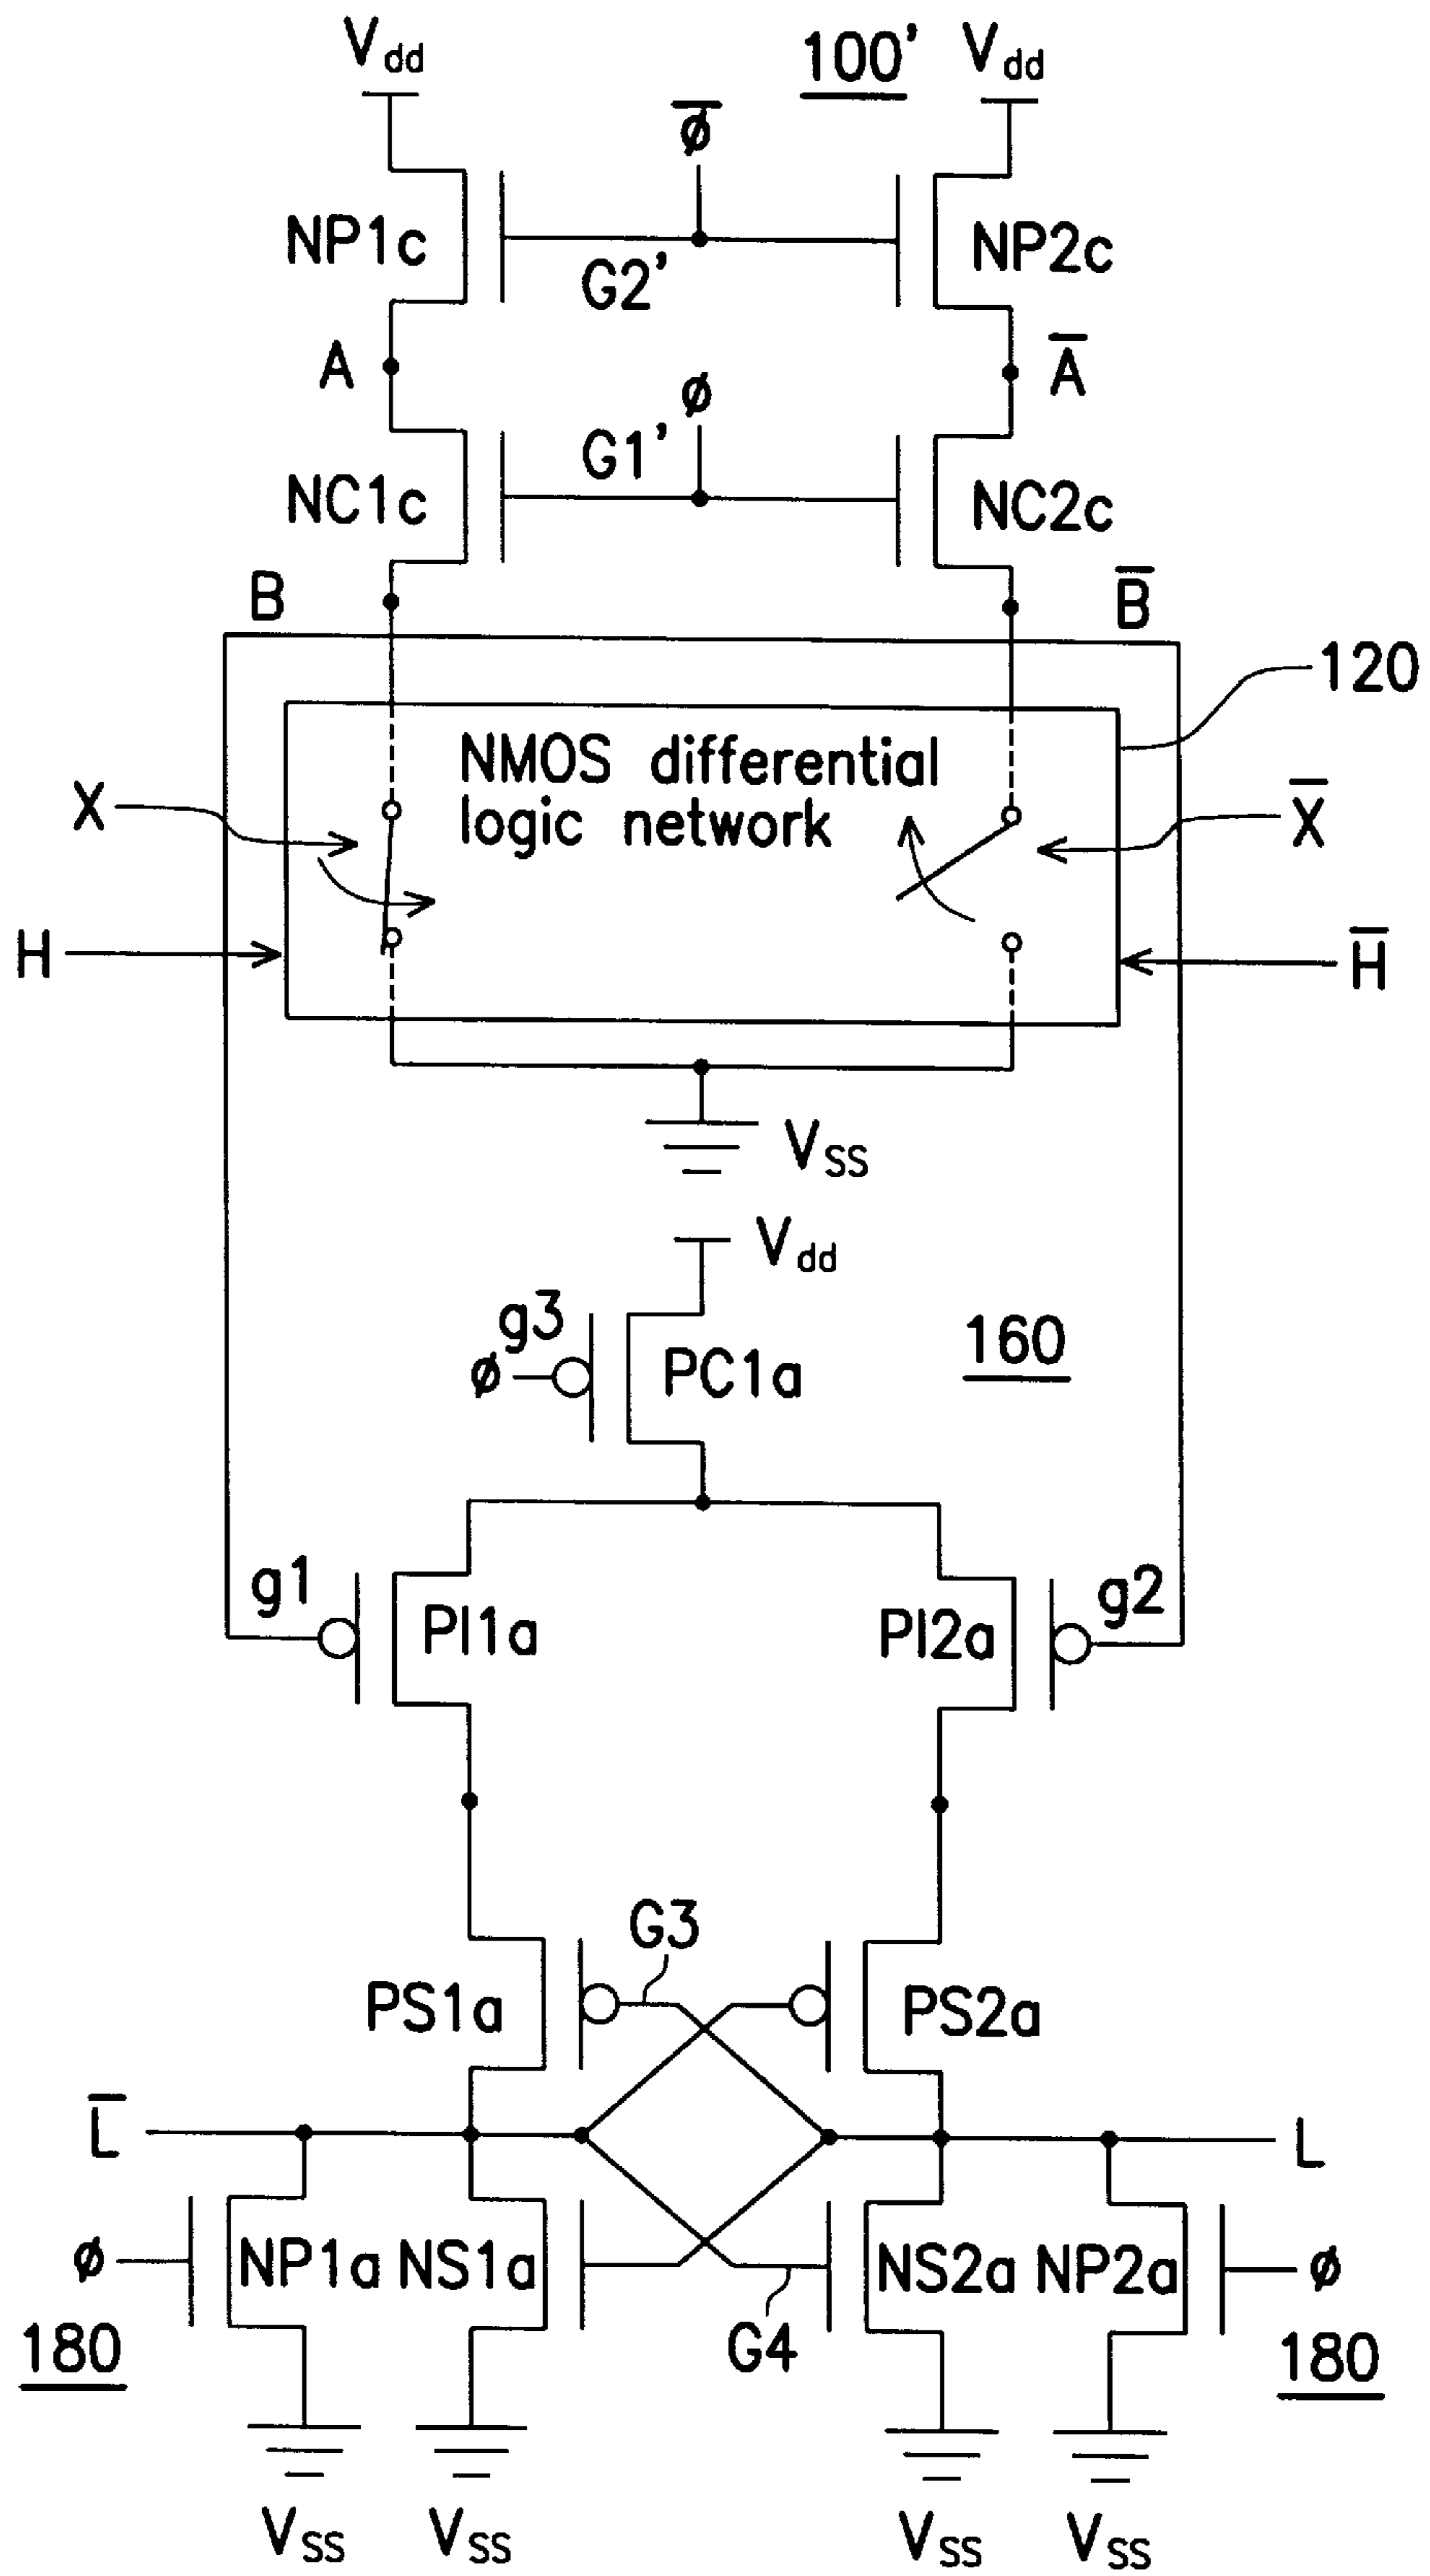 Vdd
100'
Vdd
ø̅
NP1c
G2'
NP2c
A
A̅
ø
NC1c
G1'
NC2c
B
B̅
120
NMOS differential
logic network
X
X̅
H
H̅
VSS
Vdd
g3
ø
PC1a
160
g1
PI1a
PI2a
g2
G3
PS1a
PS2a
L̅
L
ø
NP1a
NS1a
NS2a
NP2a
ø
180
G4
180
VSS
VSS
VSS
VSS